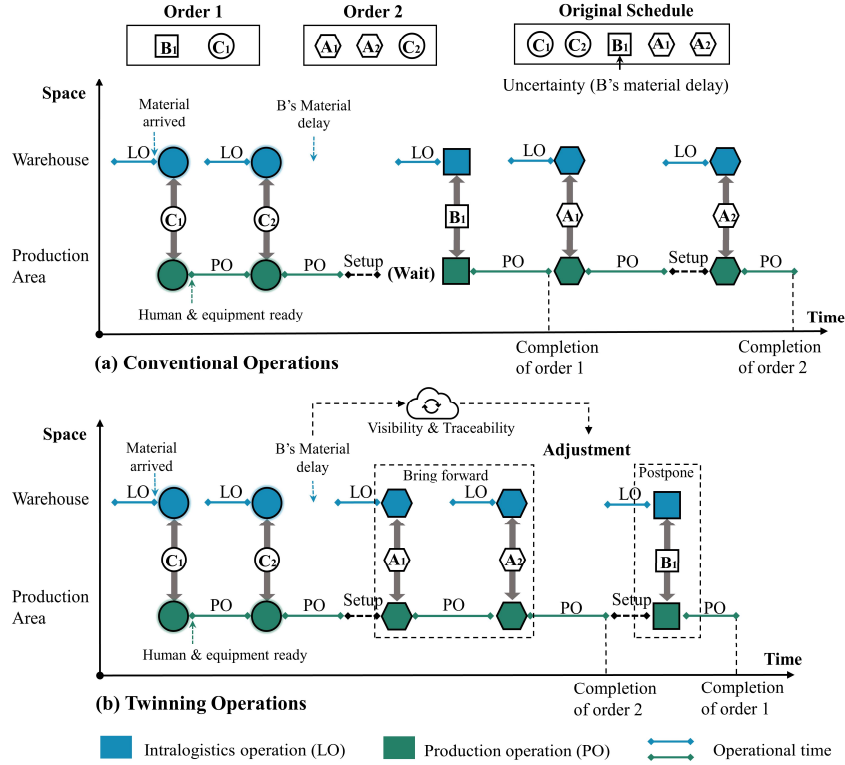 Order 1
Order 2
Original Schedule
B1 C1
A1 A2 C2
C1 C2 B1 A1 A2
Uncertainty (B's material delay)
Space
Material
arrived
B's Material
delay
Warehouse
LO LO LO LO LO
C1 C2 B1 A1 A2
Production
Area
PO PO Setup (Wait) PO PO Setup PO
Human & equipment ready
Time
(a) Conventional Operations
Completion
of order 1
Completion
of order 2
Visibility & Traceability
Space
Material
arrived
B's Material
delay
Adjustment
Bring forward
Postpone
Warehouse
LO LO LO LO LO
C1 C2 A1 A2 B1
Production
Area
PO PO Setup PO PO Setup PO
Human & equipment ready
Time
(b) Twinning Operations
Completion
of order 2
Completion
of order 1
Intralogistics operation (LO)
Production operation (PO)
Operational time